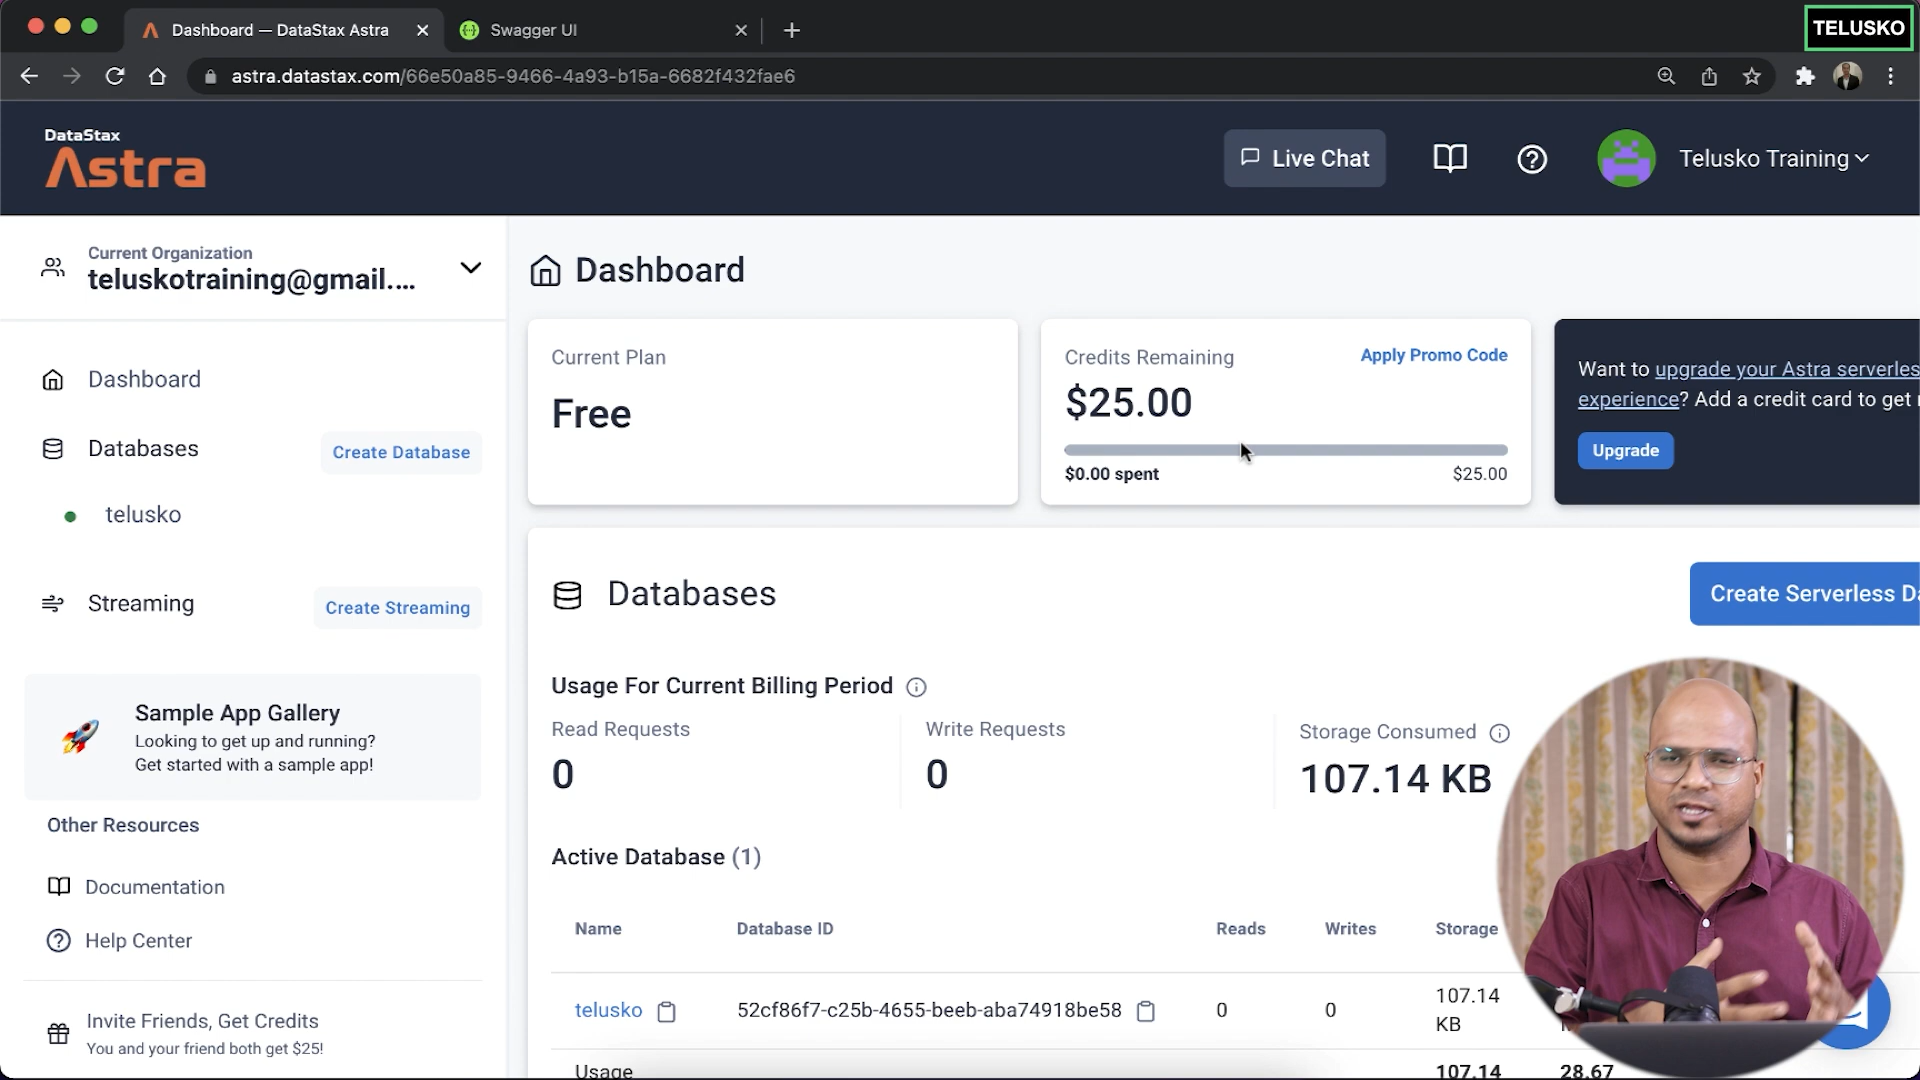 Dashboard — DataStax Astra
Swagger UI
TELUSKO
astra.datastax.com/66e50a85-9466-4a93-b15a-6682f432fae6
DataStax
Astra
Live Chat
Telusko Training
Current Organization
teluskotraining@gmail....
Dashboard
Databases
Create Database
telusko
Streaming
Create Streaming
Sample App Gallery
Looking to get up and running?
Get started with a sample app!
Other Resources
Documentation
Help Center
Invite Friends, Get Credits
You and your friend both get $25!
Dashboard
Current Plan
Free
Credits Remaining
Apply Promo Code
$25.00
$0.00 spent
$25.00
Want to upgrade your Astra serverles
experience? Add a credit card to get
Upgrade
Databases
Create Serverless D
Usage For Current Billing Period
Read Requests
0
Write Requests
0
Storage Consumed
107.14 KB
Active Database (1)
Name Database ID Reads Writes Storage
telusko 52cf86f7-c25b-4655-beeb-aba74918be58 0 0 107.14
KB
Usage 107.14 28.67